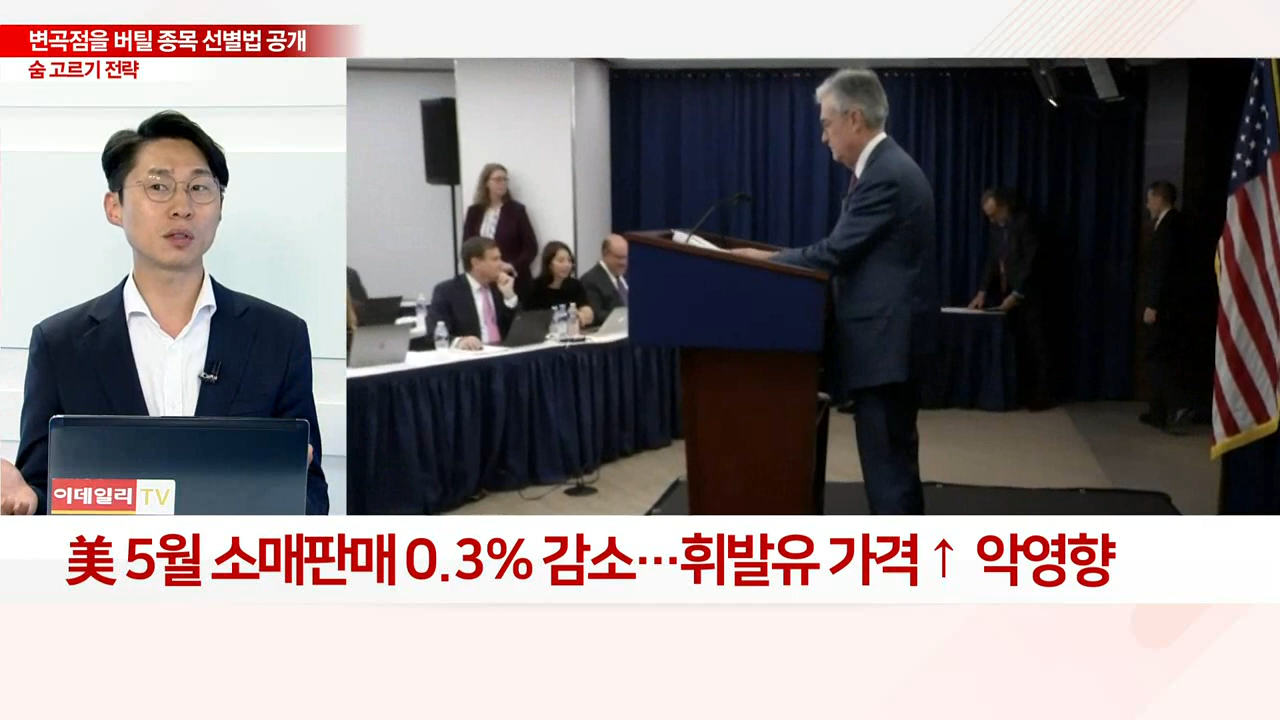 변곡점을 버틸 종목 선별법 공개
숨 고르기 전략
이데일리 TV
美 5월 소매판매 0.3% 감소…휘발유 가격↑ 악영향